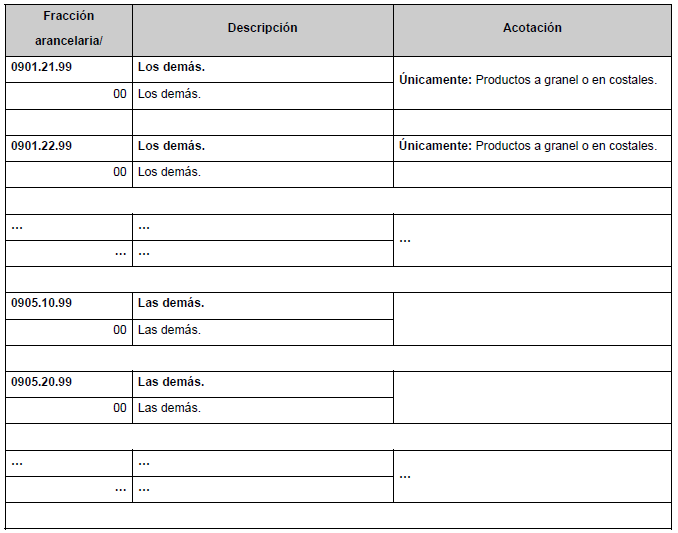 Fracción
arancelaria/
Descripción
Acotación
0901.21.99
Los demás.
Únicamente: Productos a granel o en costales.
00
Los demás.
0901.22.99
Los demás.
Únicamente: Productos a granel o en costales.
00
Los demás.
...
...
...
...
...
0905.10.99
Las demás.
00
Las demás.
0905.20.99
Las demás.
00
Las demás.
...
...
...
...
...